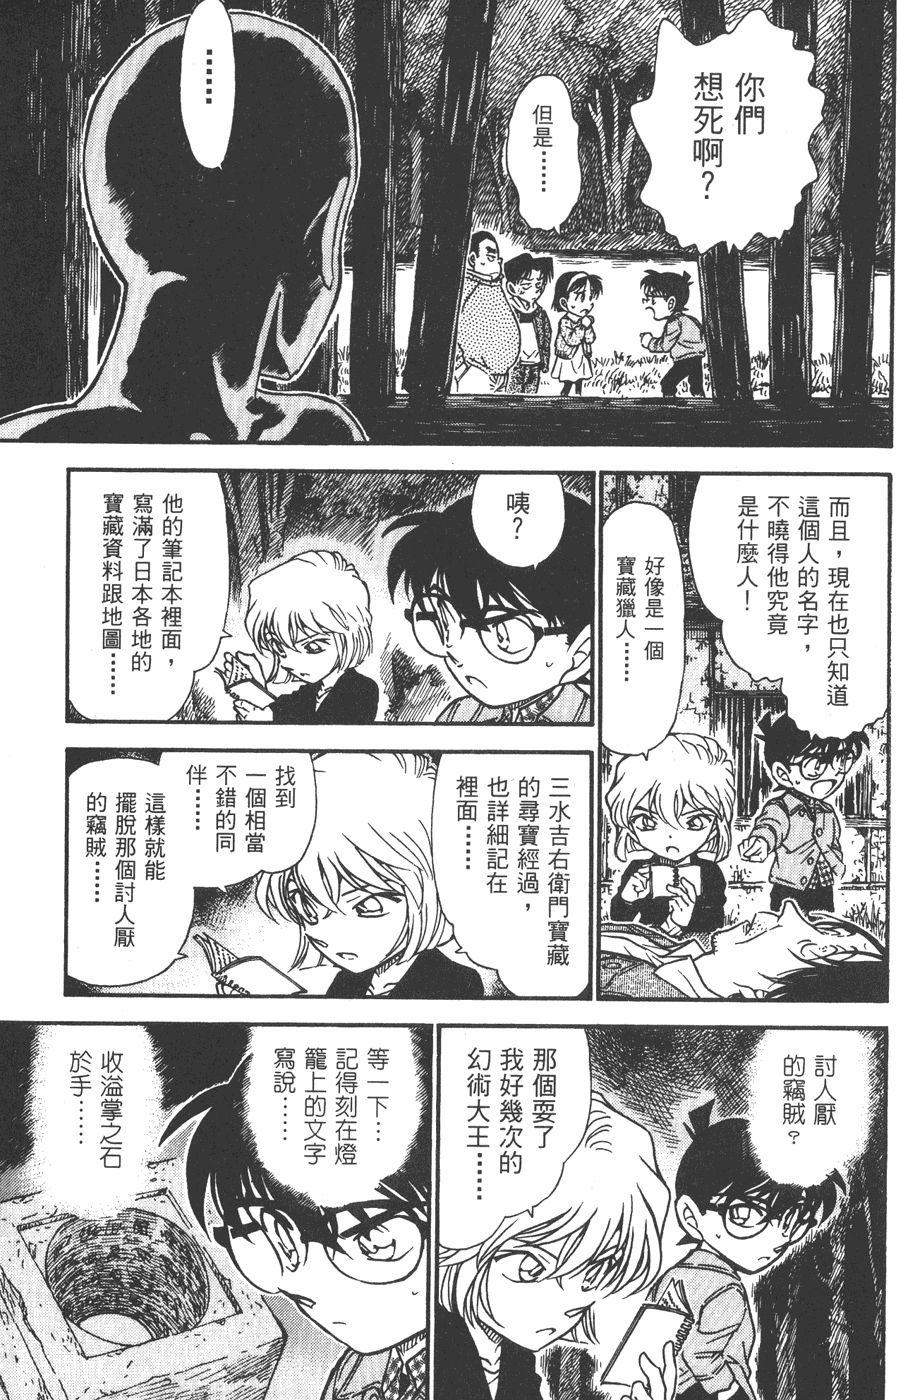 你們
想死啊？
但是……
……
而且，現在也只知道
這個人的名字，
不曉得他究竟
是什麼人！
好像是一個
寶藏獵人……
咦？
他的筆記本裡面，
寫滿了日本各地的
寶藏資料跟地圖……
三水吉右衛門寶藏
的尋寶經過，
也詳細記在
裡面……
找到
一個相當
不錯的同
伴……
這樣就能
擺脫那個討人厭
的竊賊……
討人厭
的竊賊？
那個耍了
我好幾次的
幻術大王……
等一下…
記得刻在燈
籠上的文字
寫說……
收溢掌之石
於手……